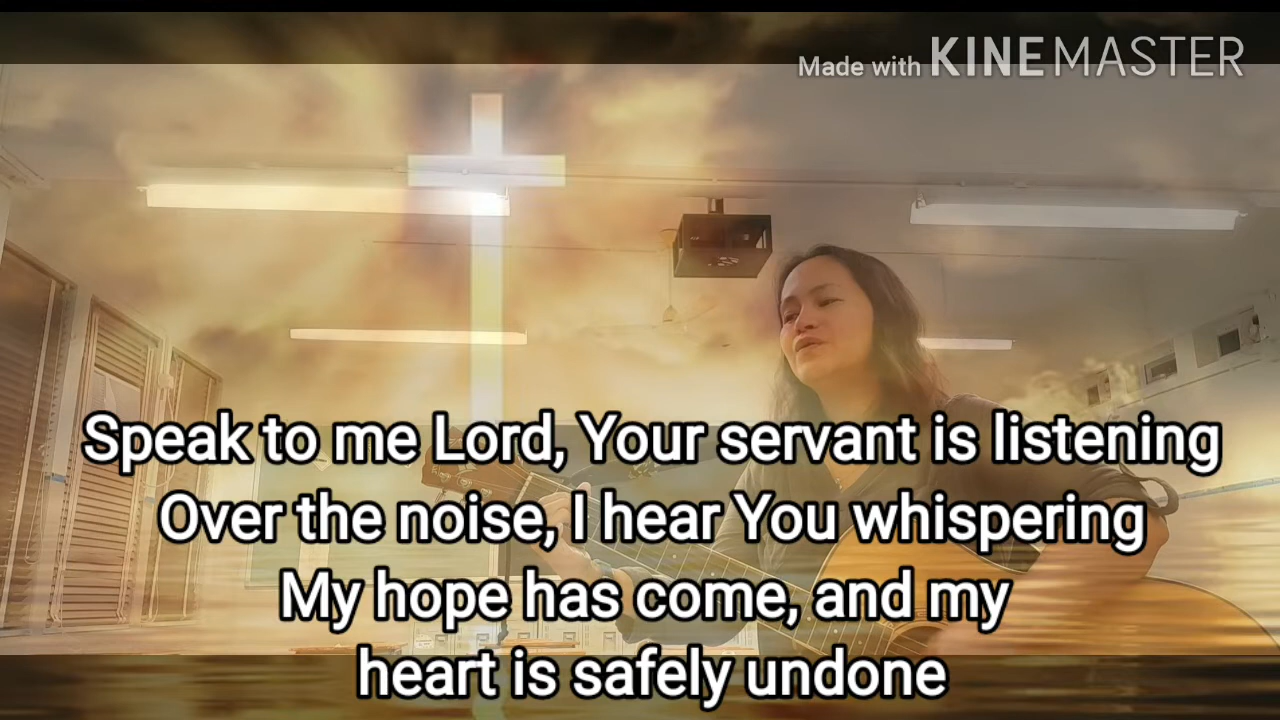 Made with KINEMASTER
Speak to me Lord, Your servant is listening
Over the noise, I hear You whispering
My hope has come, and my
heart is safely undone